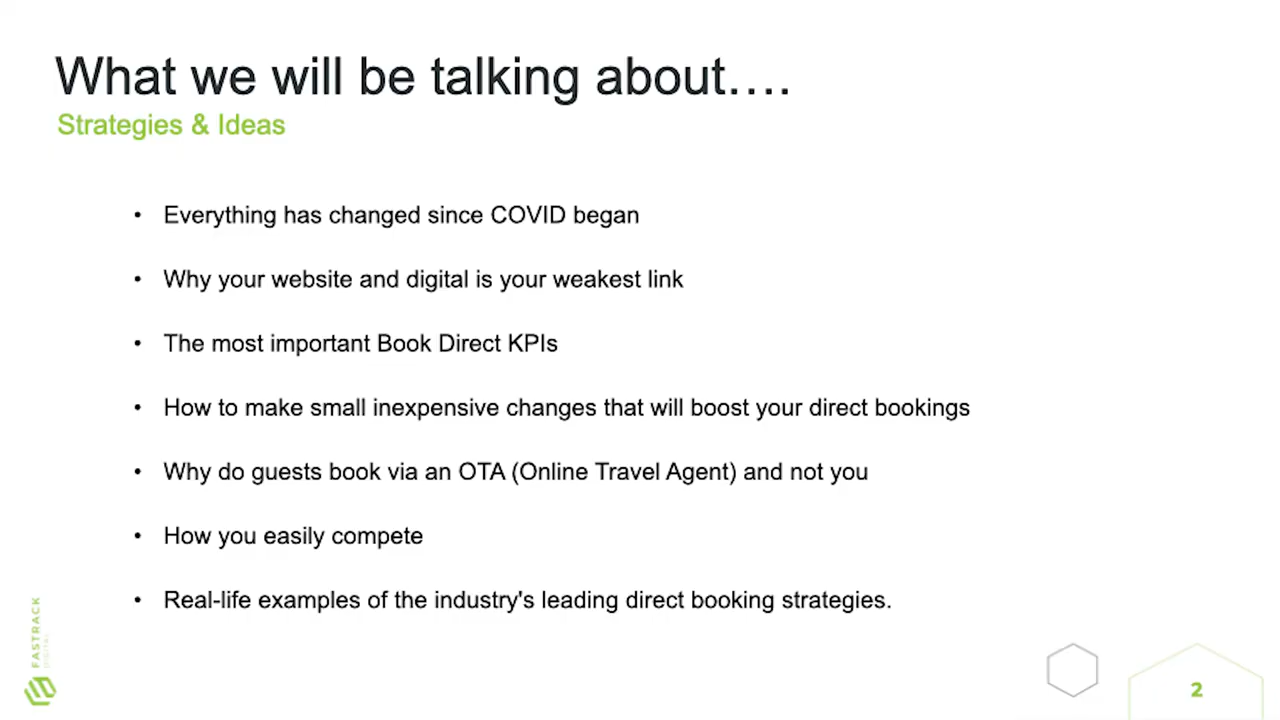 What we will be talking about....
Strategies & Ideas
• Everything has changed since COVID began
• Why your website and digital is your weakest link
• The most important Book Direct KPIs
• How to make small inexpensive changes that will boost your direct bookings
• Why do guests book via an OTA (Online Travel Agent) and not you
• How you easily compete
• Real-life examples of the industry's leading direct booking strategies.
FASTRACK
DIGITAL
2